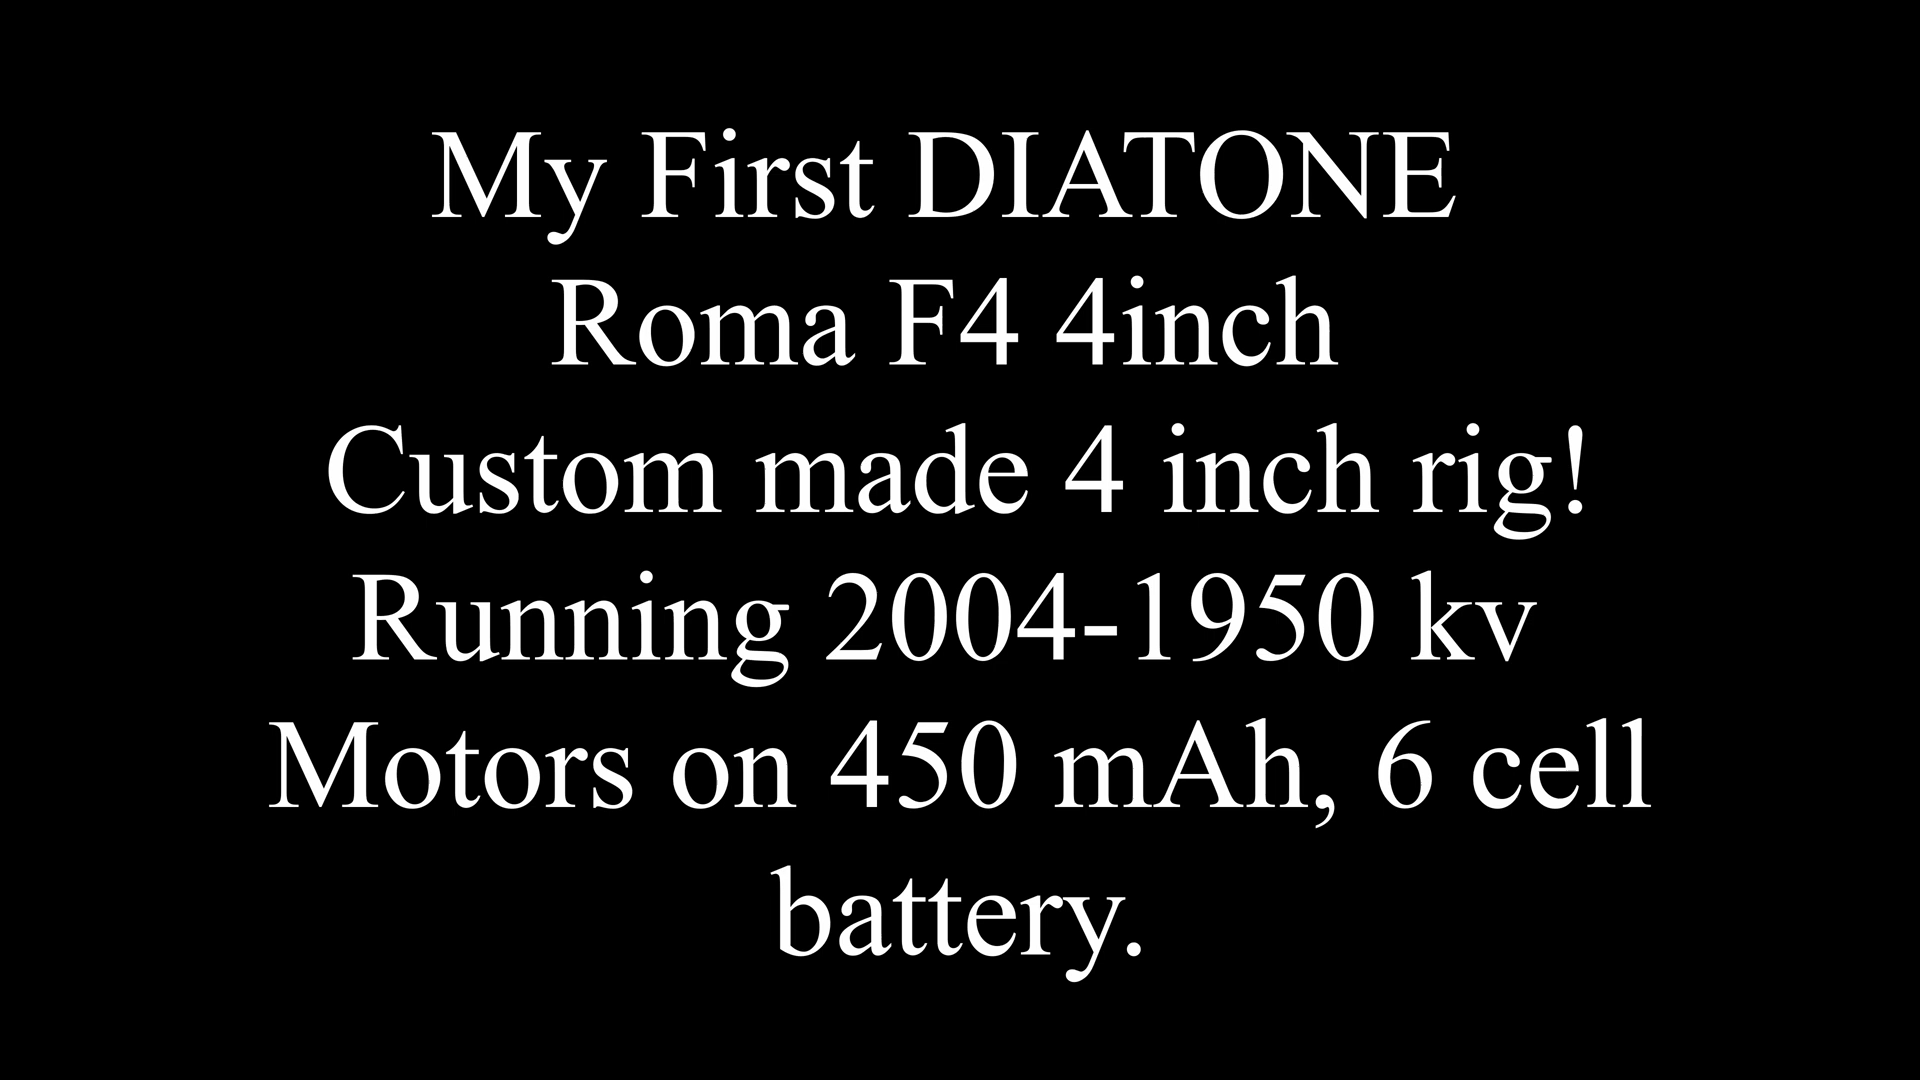 My First DIATONE
Roma F4 4inch
Custom made 4 inch rig!
Running 2004-1950 kv
Motors on 450 mAh, 6 cell
battery.